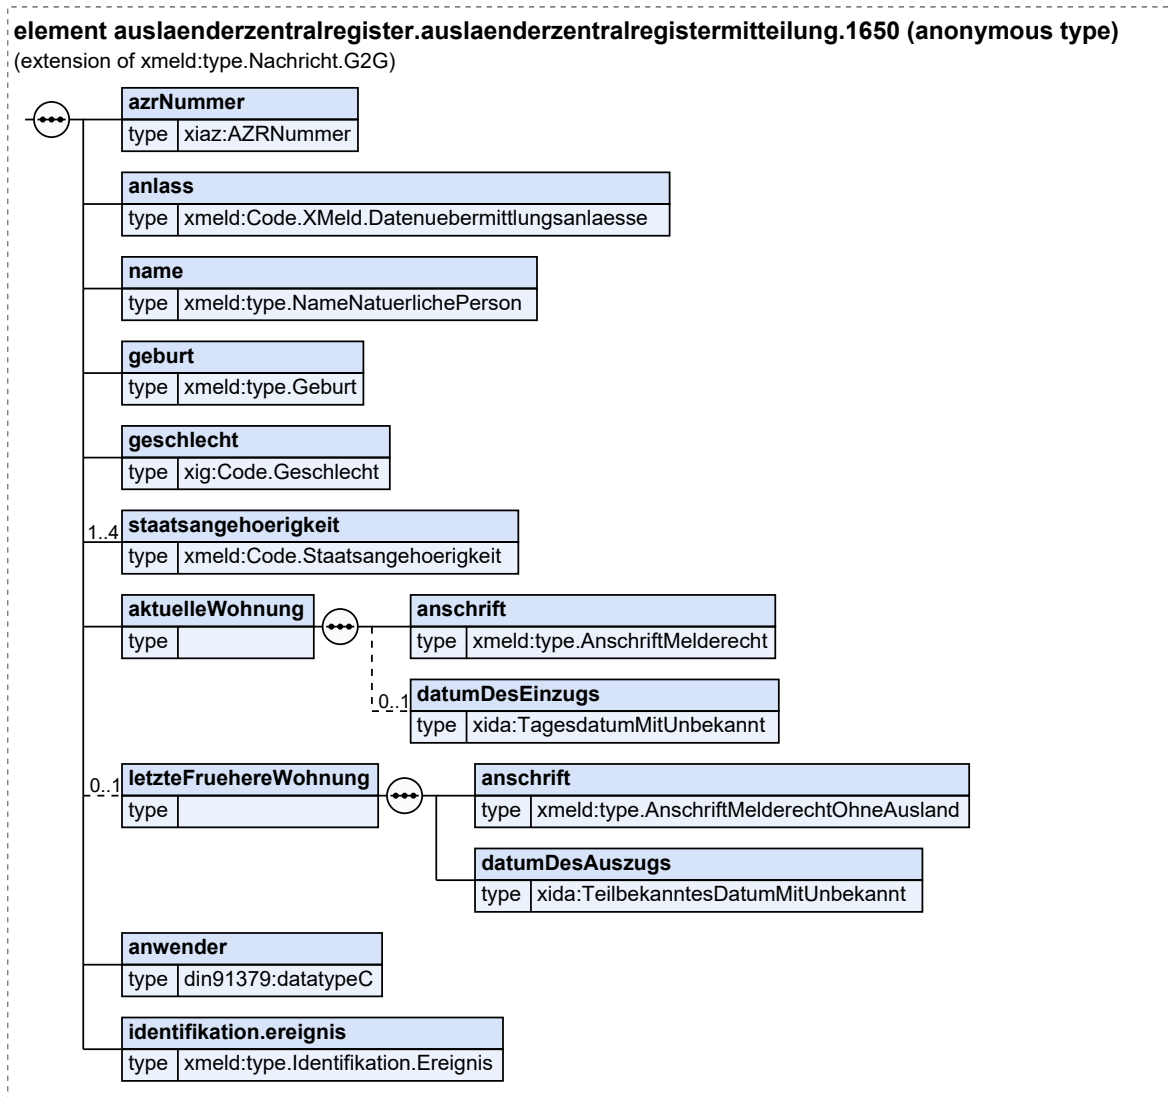 element auslaenderzentralregister.auslaenderzentralregistermitteilung.1650 (anonymous type)
(extension of xmeld:type.Nachricht.G2G)
azrNummer
type xiaz:AZRNummer
anlass
type xmeld:Code.XMeld.Datenuebermittlungsanlaesse
name
type xmeld:type.NameNatuerlichePerson
geburt
type xmeld:type.Geburt
geschlecht
type xig:Code.Geschlecht
1..4 staatsangehoerigkeit
type xmeld:Code.Staatsangehoerigkeit
aktuelleWohnung
type
anschrift
type xmeld:type.AnschriftMelderecht
0..1 datumDesEinzugs
type xida:TagesdatumMitUnbekannt
0..1 letzteFruehereWohnung
type
anschrift
type xmeld:type.AnschriftMelderechtOhneAusland
datumDesAuszugs
type xida:TeilbekanntesDatumMitUnbekannt
anwender
type din91379:datatypeC
identifikation.ereignis
type xmeld:type.Identifikation.Ereignis